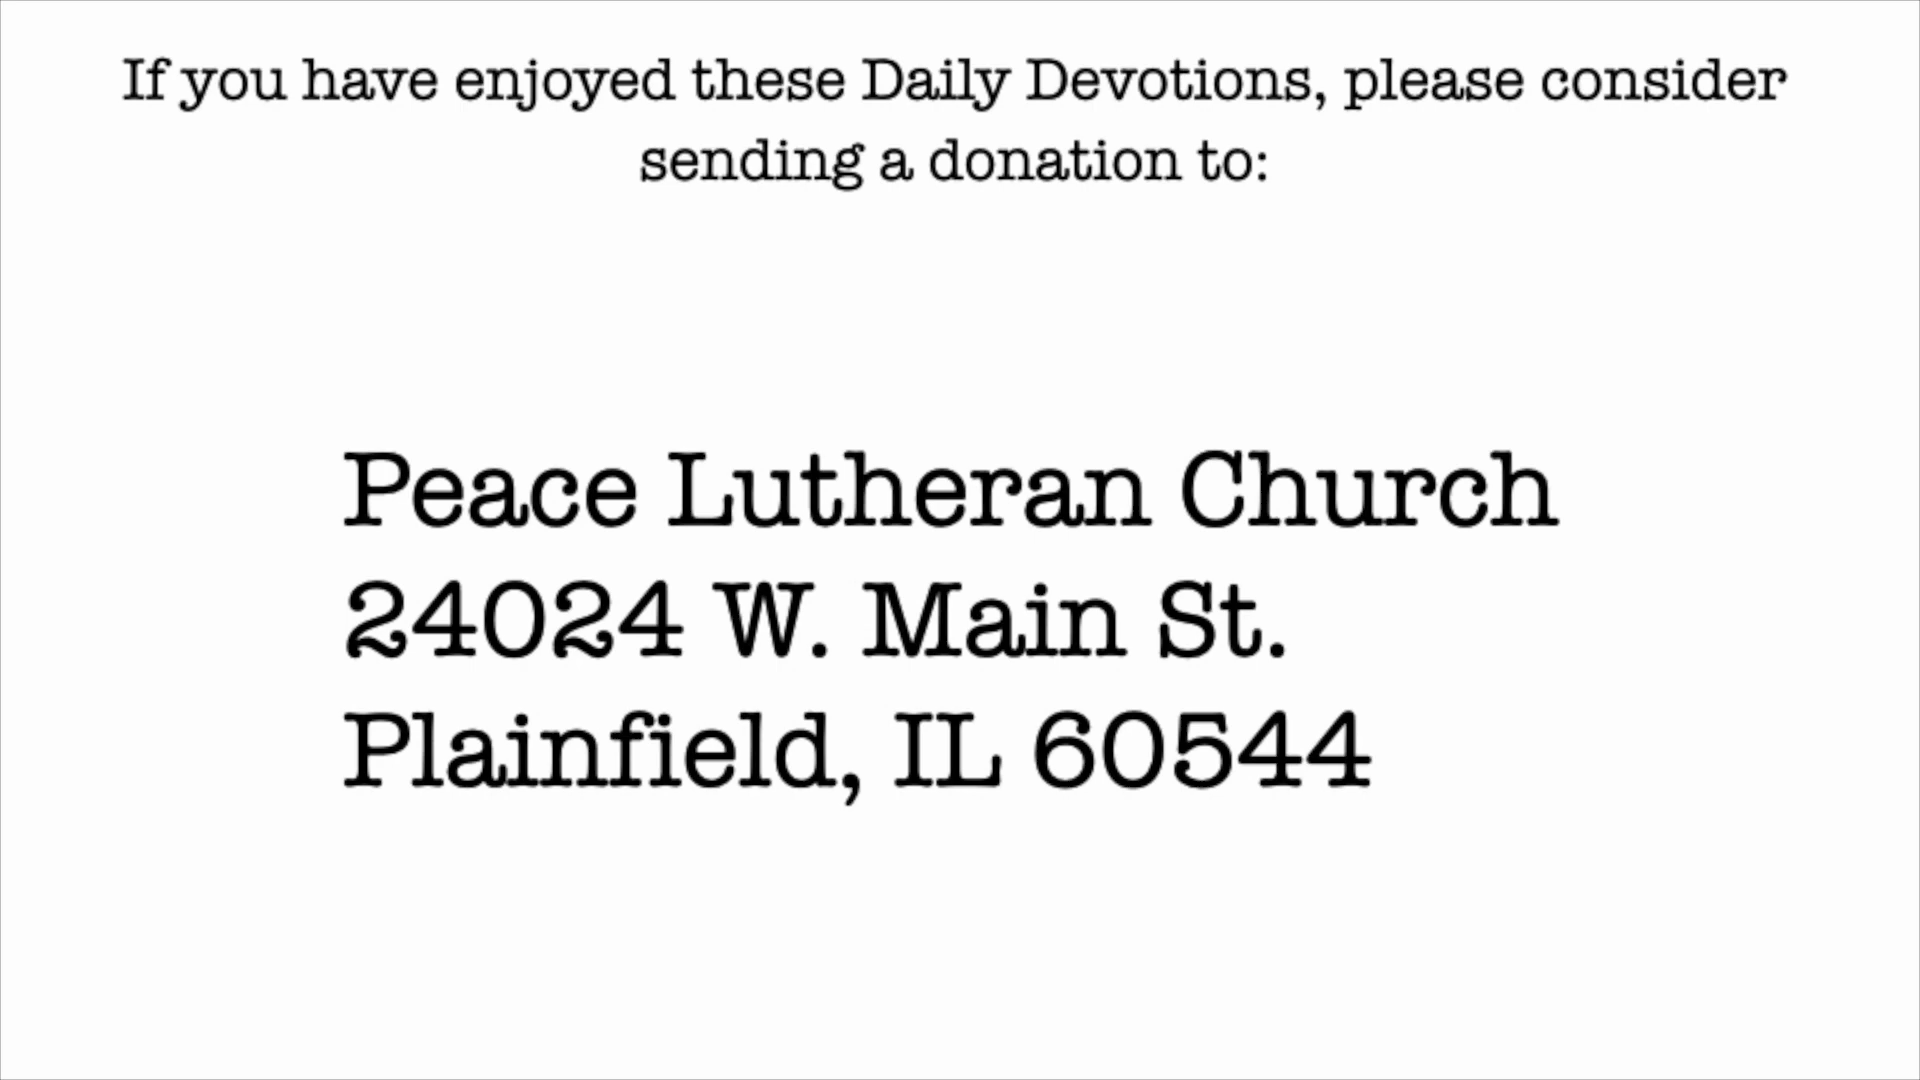 If you have enjoyed these Daily Devotions, please consider
sending a donation to:
Peace Lutheran Church
24024 W. Main St.
Plainfield, IL 60544